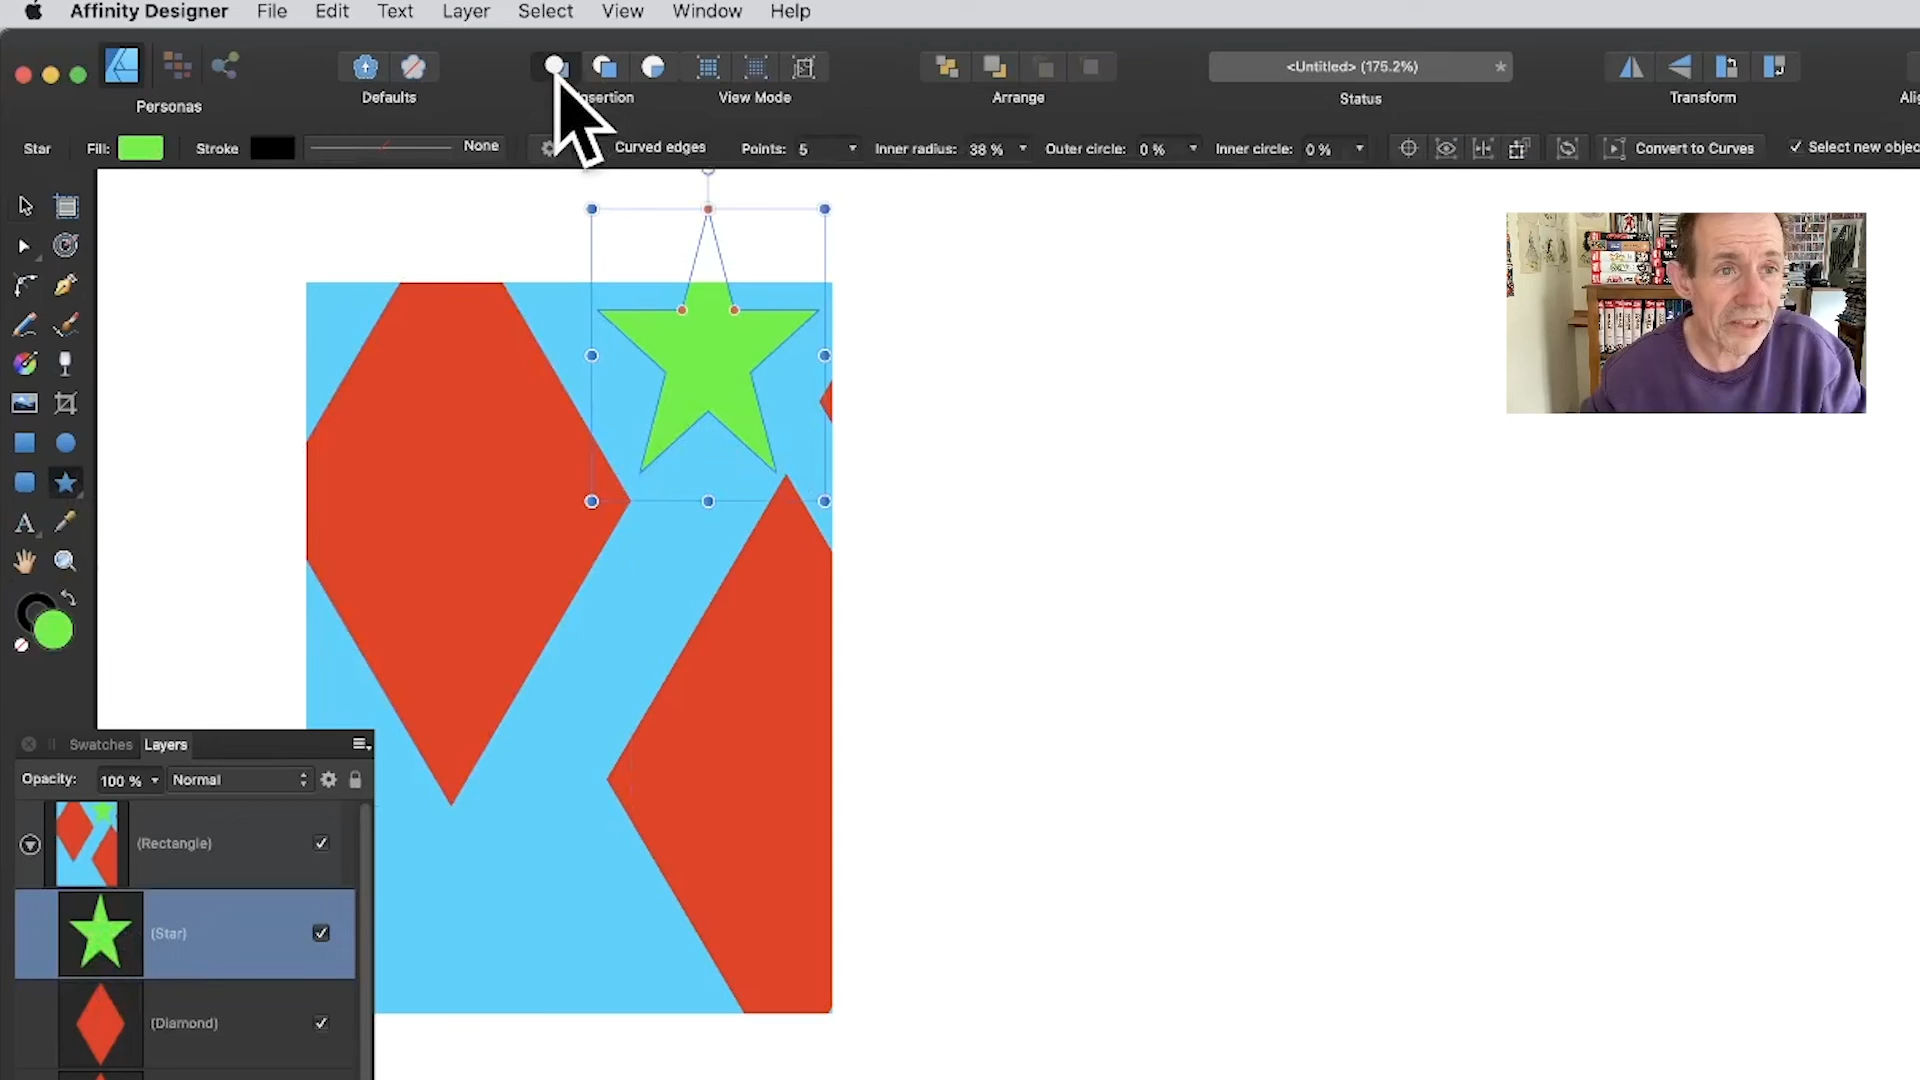 Affinity Designer File Edit Text Layer Select View Window Help
<Untitled> (175.2%) *
Personas Defaults nsertion View Mode Arrange Status Transform Ali
Star Fill: Stroke None Curved edges Points: 5 Inner radius: 38 % Outer circle: 0 % Inner circle: 0 % Convert to Curves Select new objec
A
Swatches Layers
Opacity: 100 % Normal
(Rectangle)
(Star)
(Diamond)